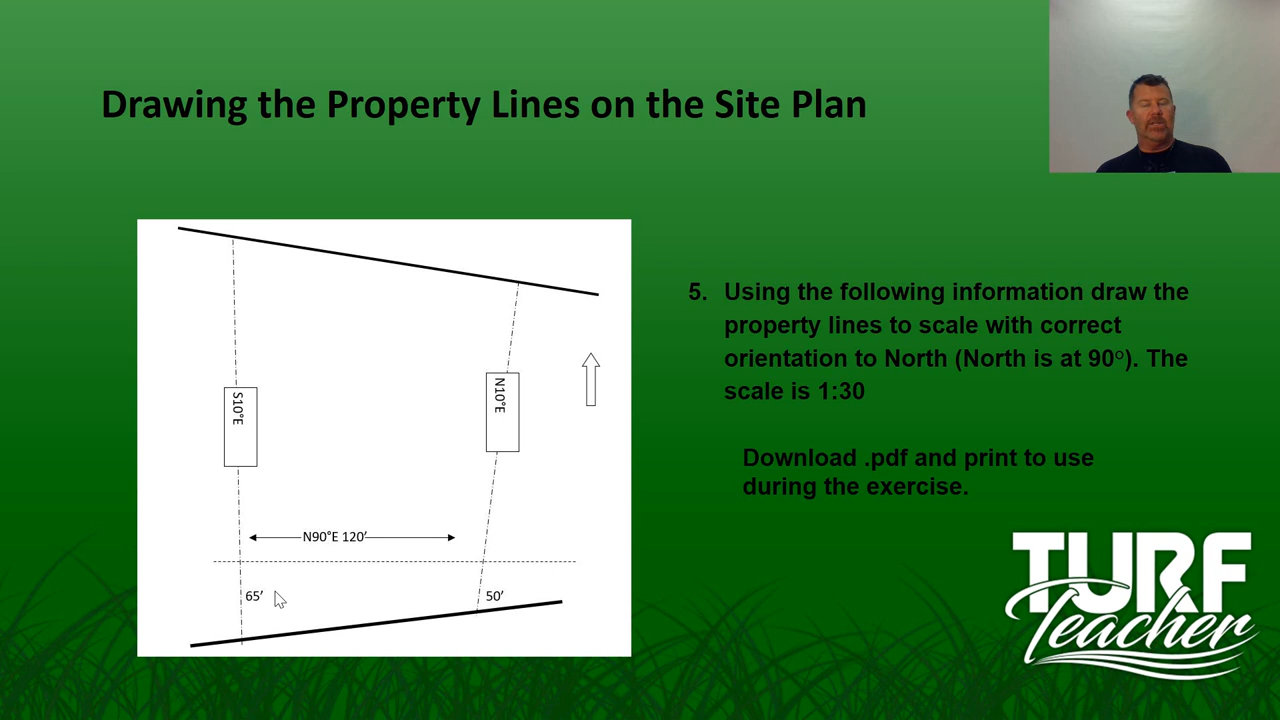 Drawing the Property Lines on the Site Plan
5. Using the following information draw the
property lines to scale with correct
orientation to North (North is at 90°). The
scale is 1:30
Download .pdf and print to use
during the exercise.
S10°E
N10°E
N90°E 120’
65’
50’
TURF
Teacher